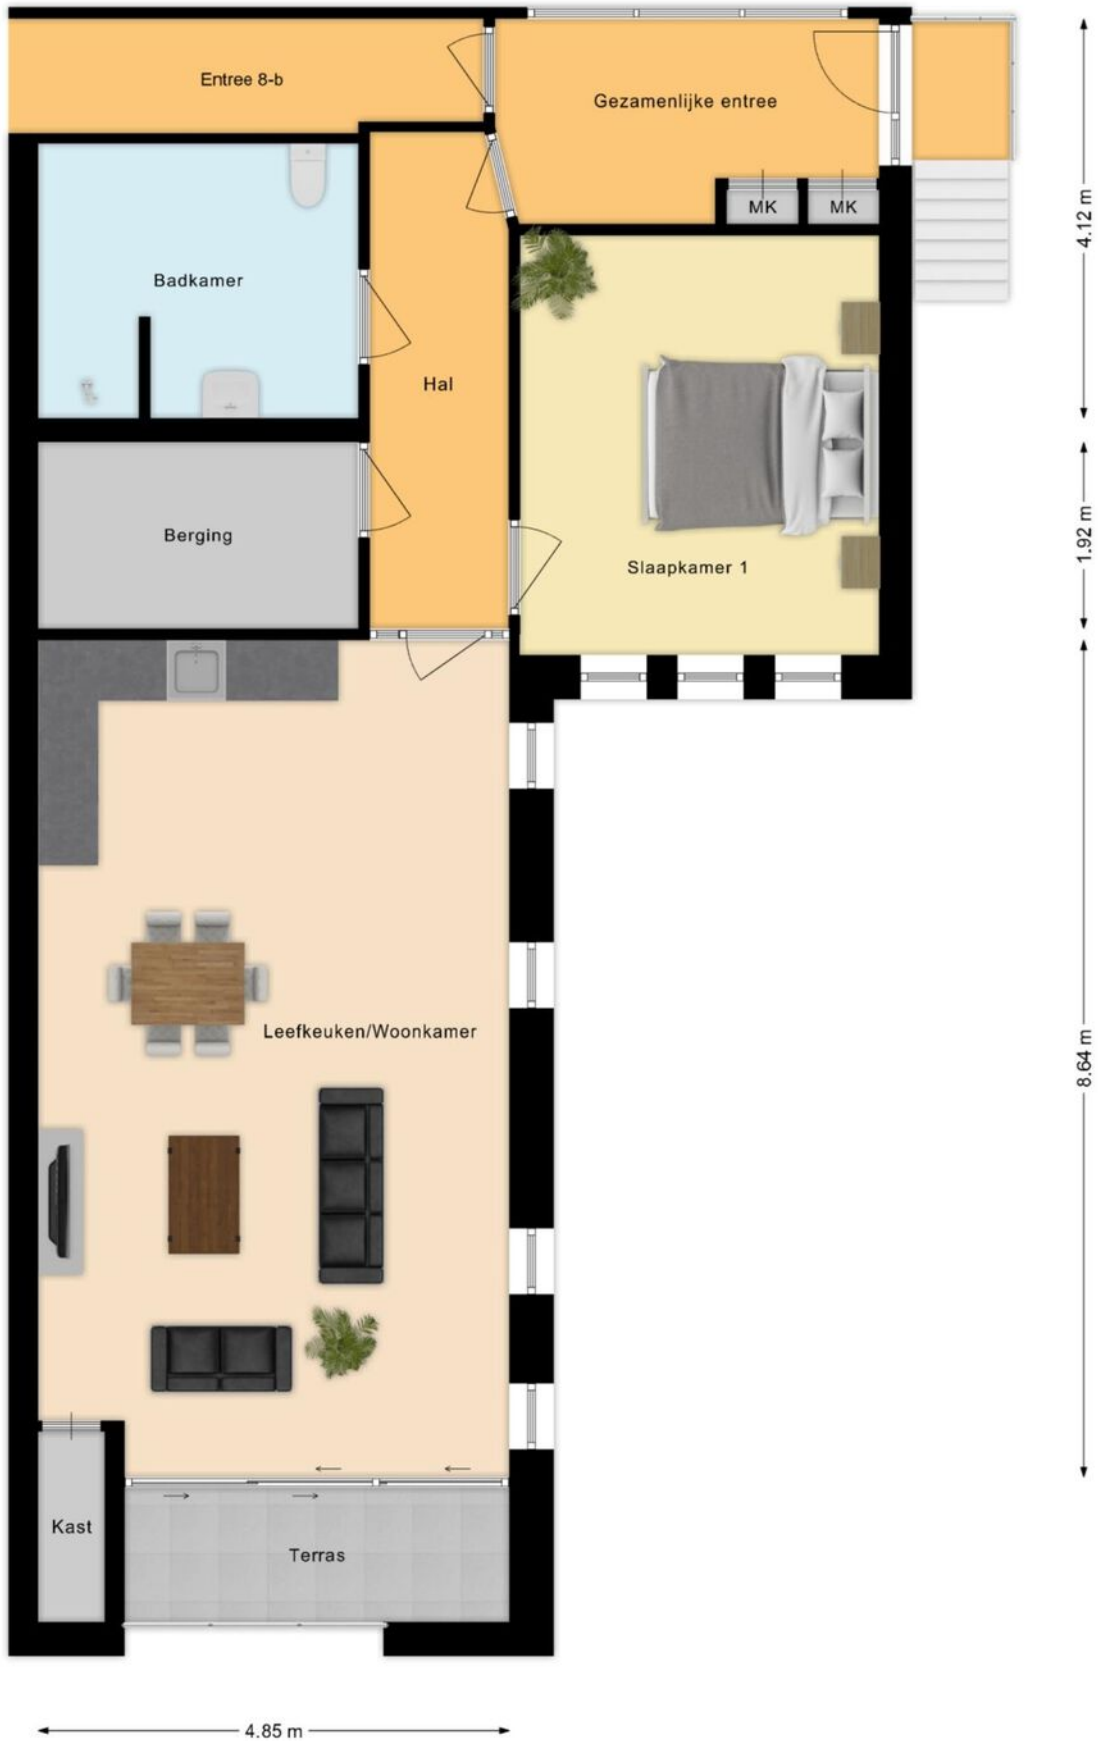 Entree 8-b
Gezamenlijke entree
MK
MK
4.12 m
Badkamer
Hal
Berging
1.92 m
Slaapkamer 1
Leefkeuken/Woonkamer
8.64 m
Kast
Terras
4.85 m